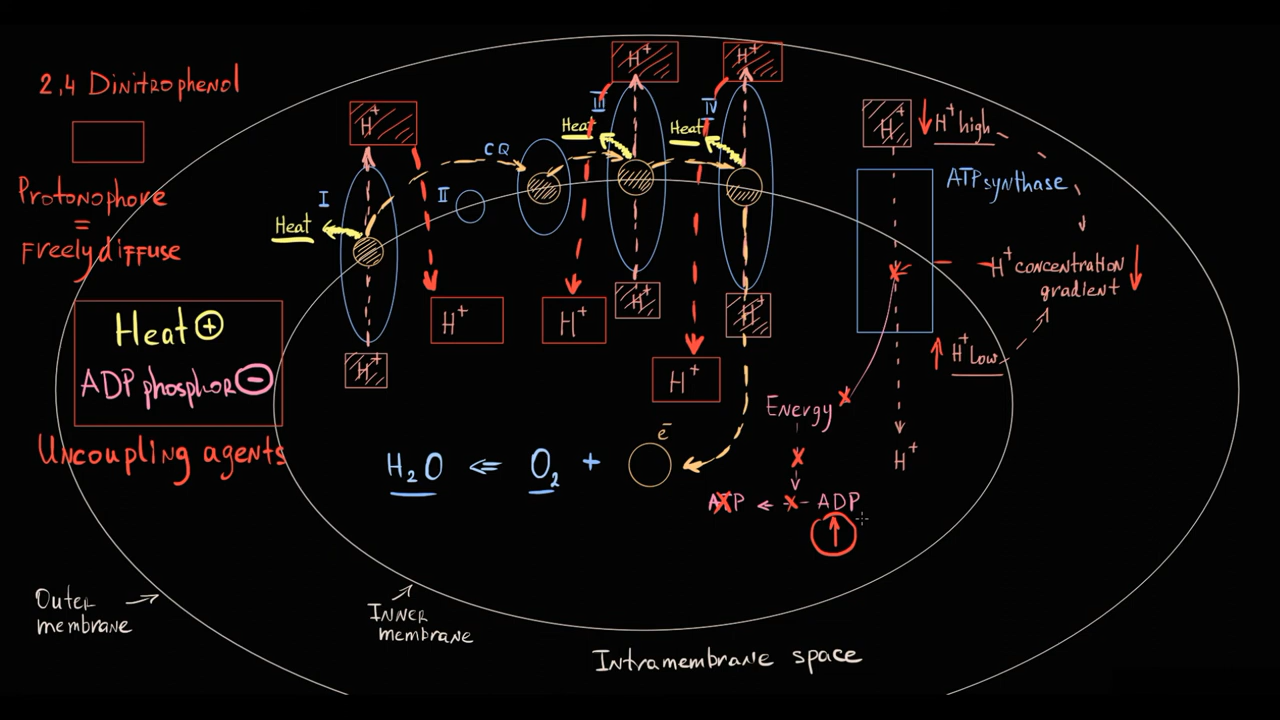 2,4 Dinitrophenol
Protonophore
=
Freely diffuse
Heat +
ADP phosphor -
Uncoupling agents
Outer
membrane
Inner
membrane
Intramembrane space
H+
I
Heat
H+
II
CQ
H+
III
Heat
H+
H+
IV
Heat
H+
H+
H+
H+
H2O <= O2 + e-
H+
H+ high
ATP synthase
H+ concentration
gradient
H+ Low
H+
Energy
ATP <- ADP